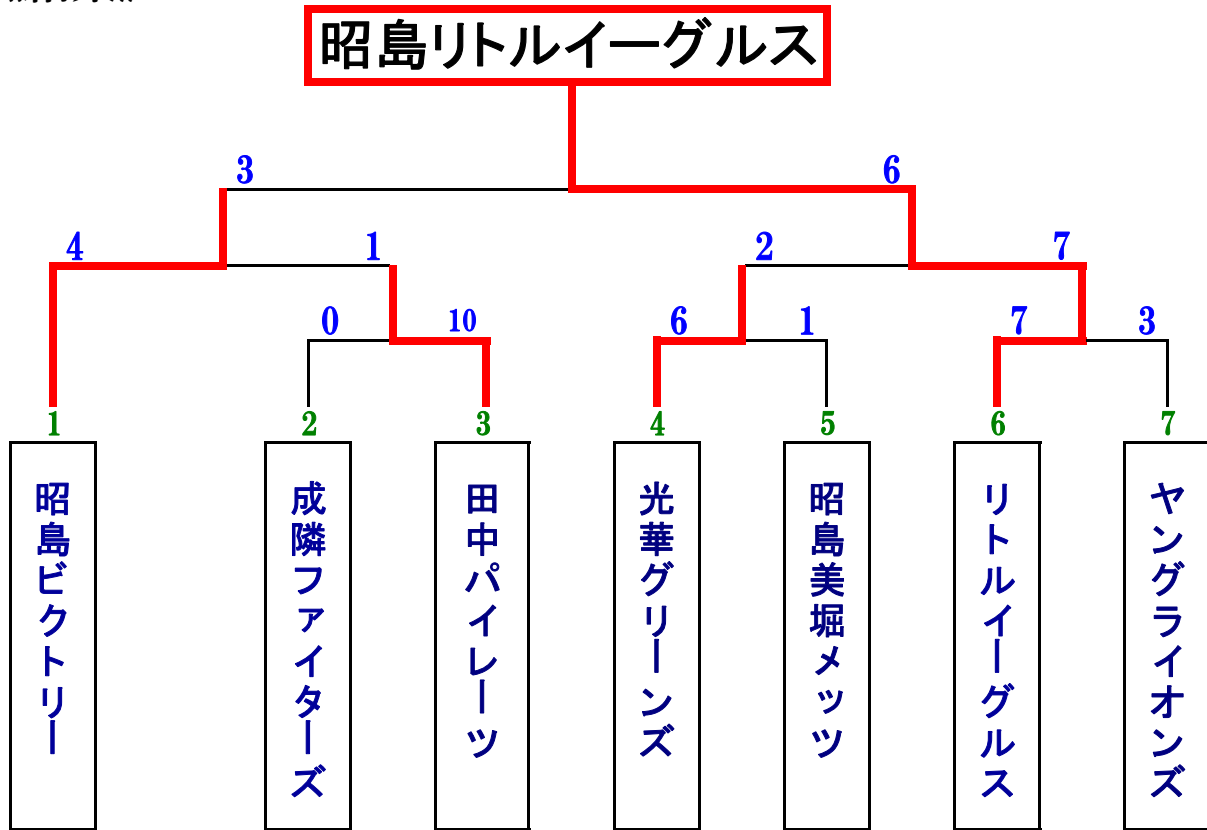 昭島リトルイーグルス
3 6
4 1 2 7
0 10 6 1 7 3
1 2 3 4 5 6 7
昭島ビクトリー
成隣ファイターズ
田中パイレーツ
光華グリーンズ
昭島美堀メッツ
リトルイーグルス
ヤングライオンズ